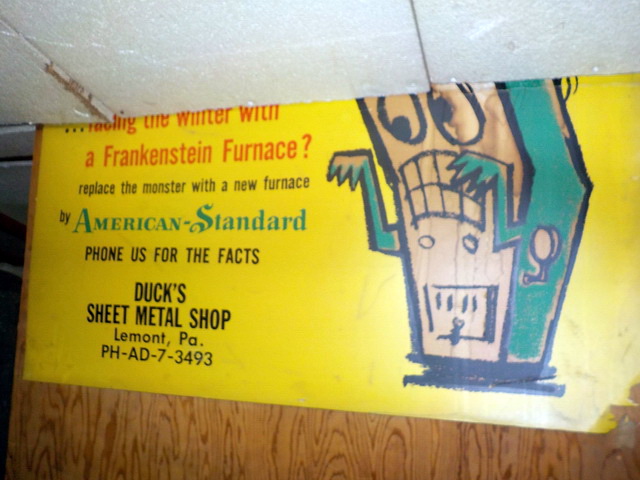 ...facing the winter with
a Frankenstein Furnace?
replace the monster with a new furnace
by AMERICAN-Standard
PHONE US FOR THE FACTS
DUCK'S
SHEET METAL SHOP
Lemont, Pa.
PH-AD-7-3493